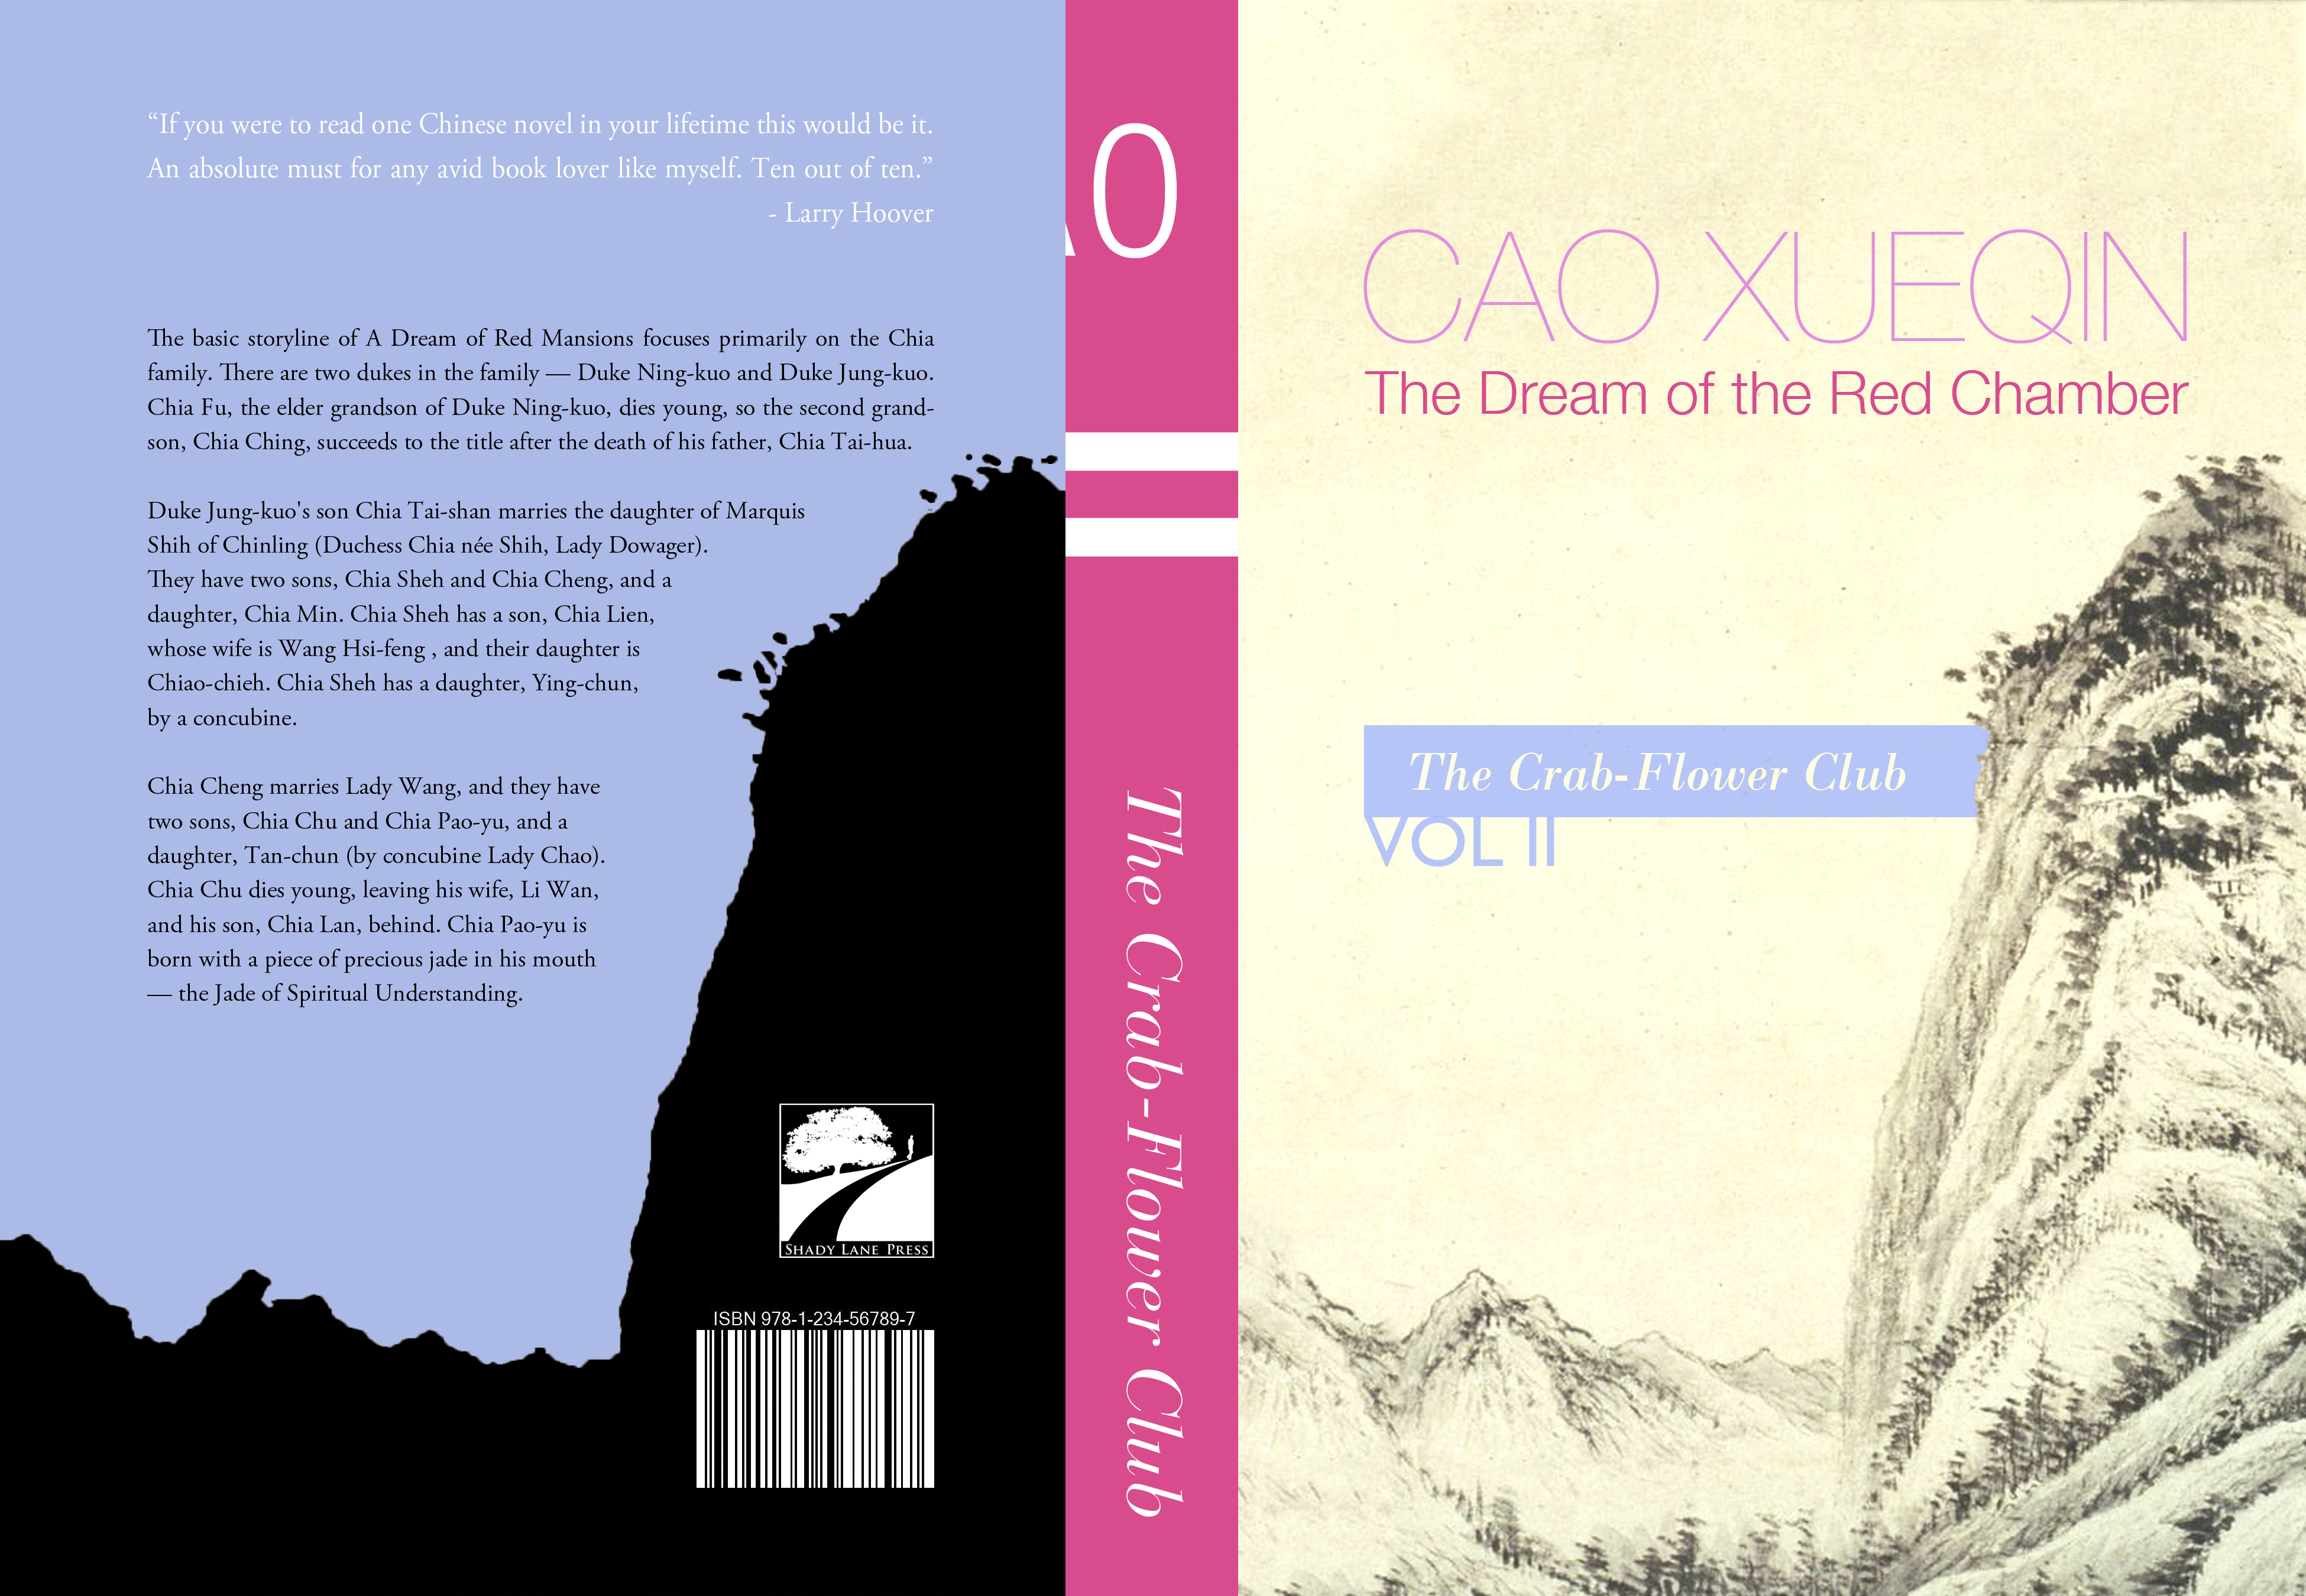 “If you were to read one Chinese novel in your lifetime this would be it.
An absolute must for any avid book lover like myself. Ten out of ten.”
- Larry Hoover
The basic storyline of A Dream of Red Mansions focuses primarily on the Chia
family. There are two dukes in the family — Duke Ning-kuo and Duke Jung-kuo.
Chia Fu, the elder grandson of Duke Ning-kuo, dies young, so the second grand-
son, Chia Ching, succeeds to the title after the death of his father, Chia Tai-hua.
Duke Jung-kuo's son Chia Tai-shan marries the daughter of Marquis
Shih of Chinling (Duchess Chia née Shih, Lady Dowager).
They have two sons, Chia Sheh and Chia Cheng, and a
daughter, Chia Min. Chia Sheh has a son, Chia Lien,
whose wife is Wang Hsi-feng , and their daughter is
Chiao-chieh. Chia Sheh has a daughter, Ying-chun,
by a concubine.
Chia Cheng marries Lady Wang, and they have
two sons, Chia Chu and Chia Pao-yu, and a
daughter, Tan-chun (by concubine Lady Chao).
Chia Chu dies young, leaving his wife, Li Wan,
and his son, Chia Lan, behind. Chia Pao-yu is
born with a piece of precious jade in his mouth
— the Jade of Spiritual Understanding.
SHADY LANE PRESS
ISBN 978-1-234-56789-7
AO
The Crab-Flower Club
CAO XUEQIN
The Dream of the Red Chamber
The Crab-Flower Club
VOL II